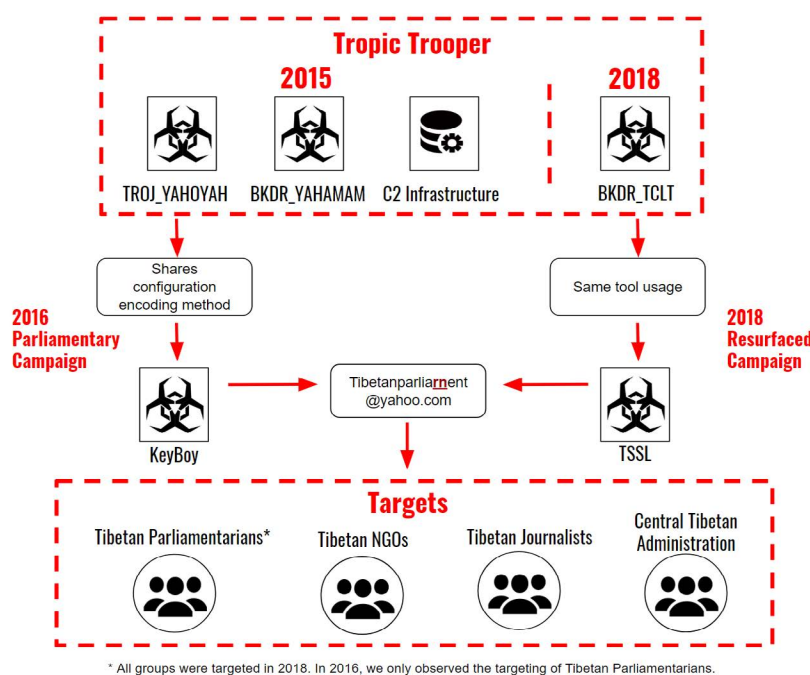 Tropic Trooper
2015
2018
TROJ_YAHOYAH
BKDR_YAHAMAM
C2 Infrastructure
BKDR_TCLT
Shares
configuration
encoding method
Same tool usage
2016
Parliamentary
Campaign
2018
Resurfaced
Campaign
Tibetanparliarnent
@yahoo.com
KeyBoy
TSSL
Targets
Tibetan Parliamentarians*
Tibetan NGOs
Tibetan Journalists
Central Tibetan
Administration
* All groups were targeted in 2018. In 2016, we only observed the targeting of Tibetan Parliamentarians.